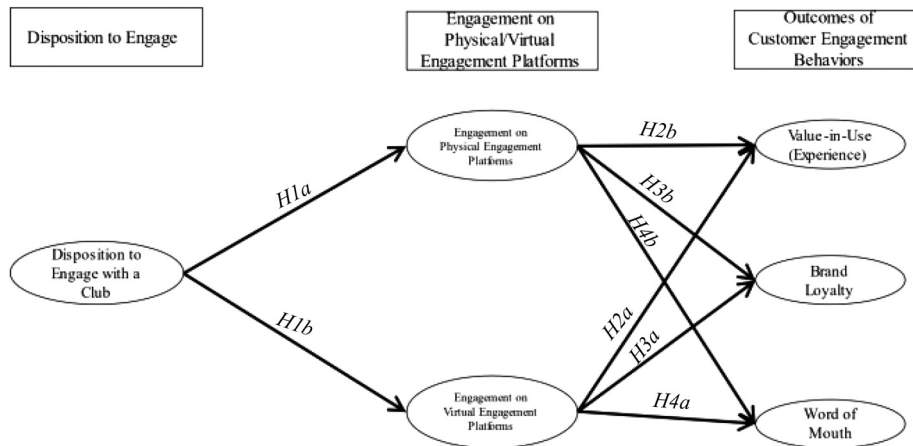 Disposition to Engage
Engagement on
Physical/Virtual
Engagement Platforms
Outcomes of
Customer Engagement
Behaviors
Engagement on
Physical Engagement
Platforms
H2b
Value-in-Use
(Experience)
H1a
H3b
H4b
Disposition to
Engage with a
Club
Brand
Loyalty
H1b
H2a
H3a
Engagement on
Virtual Engagement
Platforms
H4a
Word of
Mouth